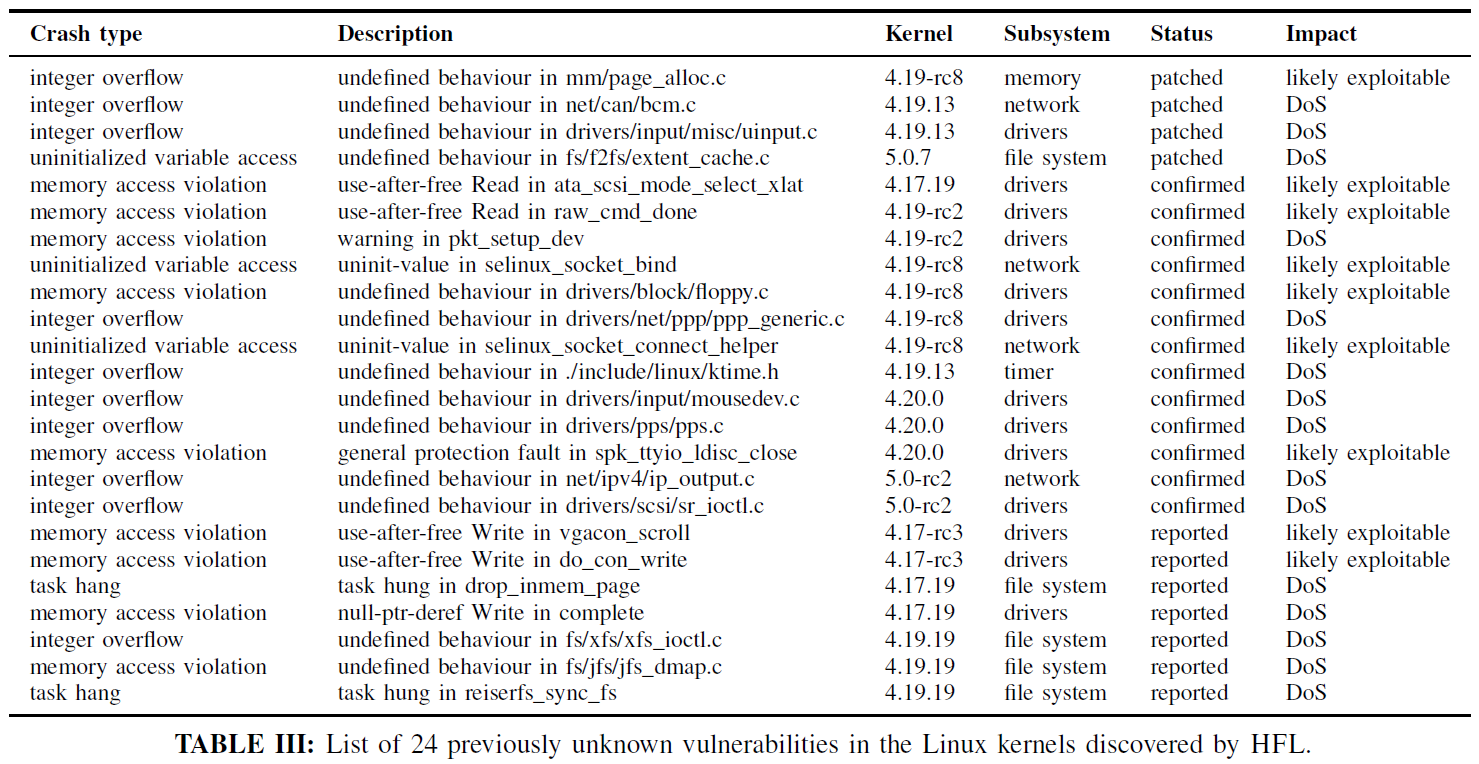 Crash type Description Kernel Subsystem Status Impact
integer overflow undefined behaviour in mm/page_alloc.c 4.19-rc8 memory patched likely exploitable
integer overflow undefined behaviour in net/can/bcm.c 4.19.13 network patched DoS
integer overflow undefined behaviour in drivers/input/misc/uinput.c 4.19.13 drivers patched DoS
uninitialized variable access undefined behaviour in fs/f2fs/extent_cache.c 5.0.7 file system patched DoS
memory access violation use-after-free Read in ata_scsi_mode_select_xlat 4.17.19 drivers confirmed likely exploitable
memory access violation use-after-free Read in raw_cmd_done 4.19-rc2 drivers confirmed likely exploitable
memory access violation warning in pkt_setup_dev 4.19-rc2 drivers confirmed DoS
uninitialized variable access uninit-value in selinux_socket_bind 4.19-rc8 network confirmed likely exploitable
memory access violation undefined behaviour in drivers/block/floppy.c 4.19-rc8 drivers confirmed likely exploitable
integer overflow undefined behaviour in drivers/net/ppp/ppp_generic.c 4.19-rc8 drivers confirmed DoS
uninitialized variable access uninit-value in selinux_socket_connect_helper 4.19-rc8 network confirmed likely exploitable
integer overflow undefined behaviour in ./include/linux/ktime.h 4.19.13 timer confirmed DoS
integer overflow undefined behaviour in drivers/input/mousedev.c 4.20.0 drivers confirmed DoS
integer overflow undefined behaviour in drivers/pps/pps.c 4.20.0 drivers confirmed DoS
memory access violation general protection fault in spk_ttyio_ldisc_close 4.20.0 drivers confirmed likely exploitable
integer overflow undefined behaviour in net/ipv4/ip_output.c 5.0-rc2 network confirmed DoS
integer overflow undefined behaviour in drivers/scsi/sr_ioctl.c 5.0-rc2 drivers confirmed DoS
memory access violation use-after-free Write in vgacon_scroll 4.17-rc3 drivers reported likely exploitable
memory access violation use-after-free Write in do_con_write 4.17-rc3 drivers reported likely exploitable
task hang task hung in drop_inmem_page 4.17.19 file system reported DoS
memory access violation null-ptr-deref Write in complete 4.17.19 drivers reported DoS
integer overflow undefined behaviour in fs/xfs/xfs_ioctl.c 4.19.19 file system reported DoS
memory access violation undefined behaviour in fs/jfs/jfs_dmap.c 4.19.19 file system reported DoS
task hang task hung in reiserfs_sync_fs 4.19.19 file system reported DoS
TABLE III: List of 24 previously unknown vulnerabilities in the Linux kernels discovered by HFL.